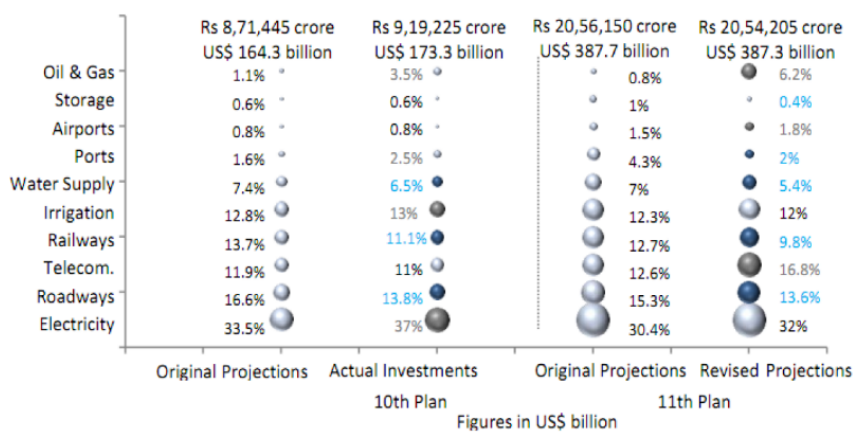 Rs 8,71,445 crore Rs 9,19,225 crore Rs 20,56,150 crore Rs 20,54,205 crore
US$ 164.3 billion US$ 173.3 billion US$ 387.7 billion US$ 387.3 billion
Oil & Gas 1.1% 3.5% 0.8% 6.2%
Storage 0.6% 0.6% 1% 0.4%
Airports 0.8% 0.8% 1.5% 1.8%
Ports 1.6% 2.5% 4.3% 2%
Water Supply 7.4% 6.5% 7% 5.4%
Irrigation 12.8% 13% 12.3% 12%
Railways 13.7% 11.1% 12.7% 9.8%
Telecom. 11.9% 11% 12.6% 16.8%
Roadways 16.6% 13.8% 15.3% 13.6%
Electricity 33.5% 37% 30.4% 32%
Original Projections Actual Investments Original Projections Revised Projections
10th Plan 11th Plan
Figures in US$ billion